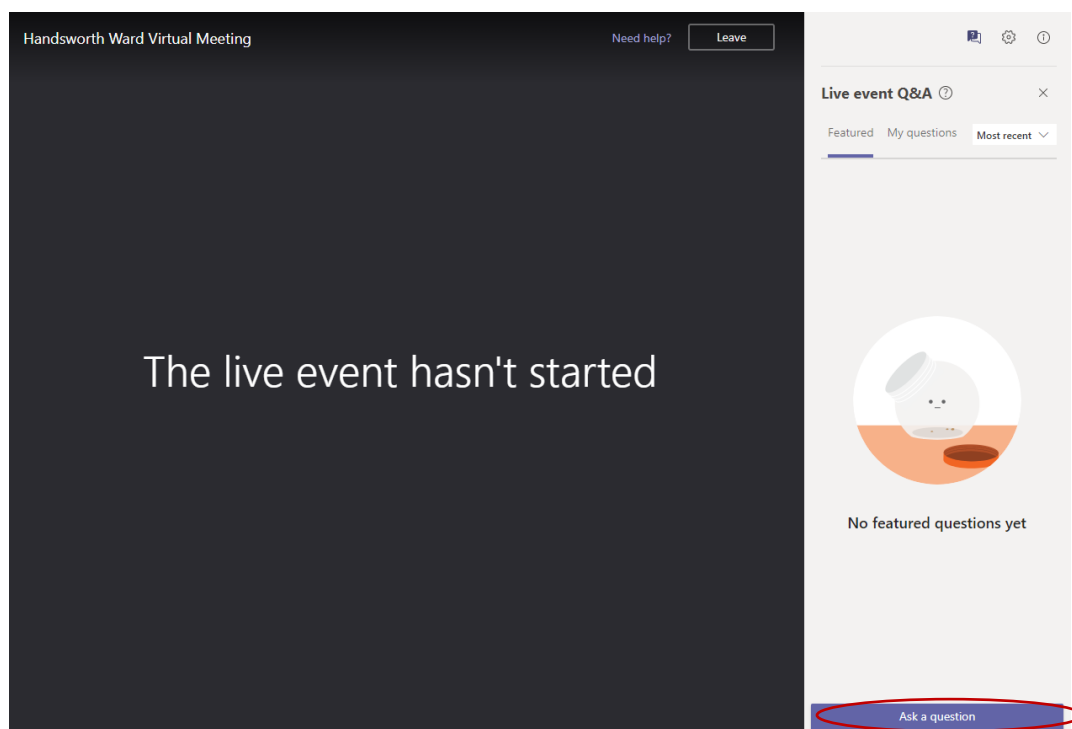 Handsworth Ward Virtual Meeting
Need help?
Leave
Live event Q&A
Featured
My questions
Most recent
The live event hasn't started
No featured questions yet
Ask a question